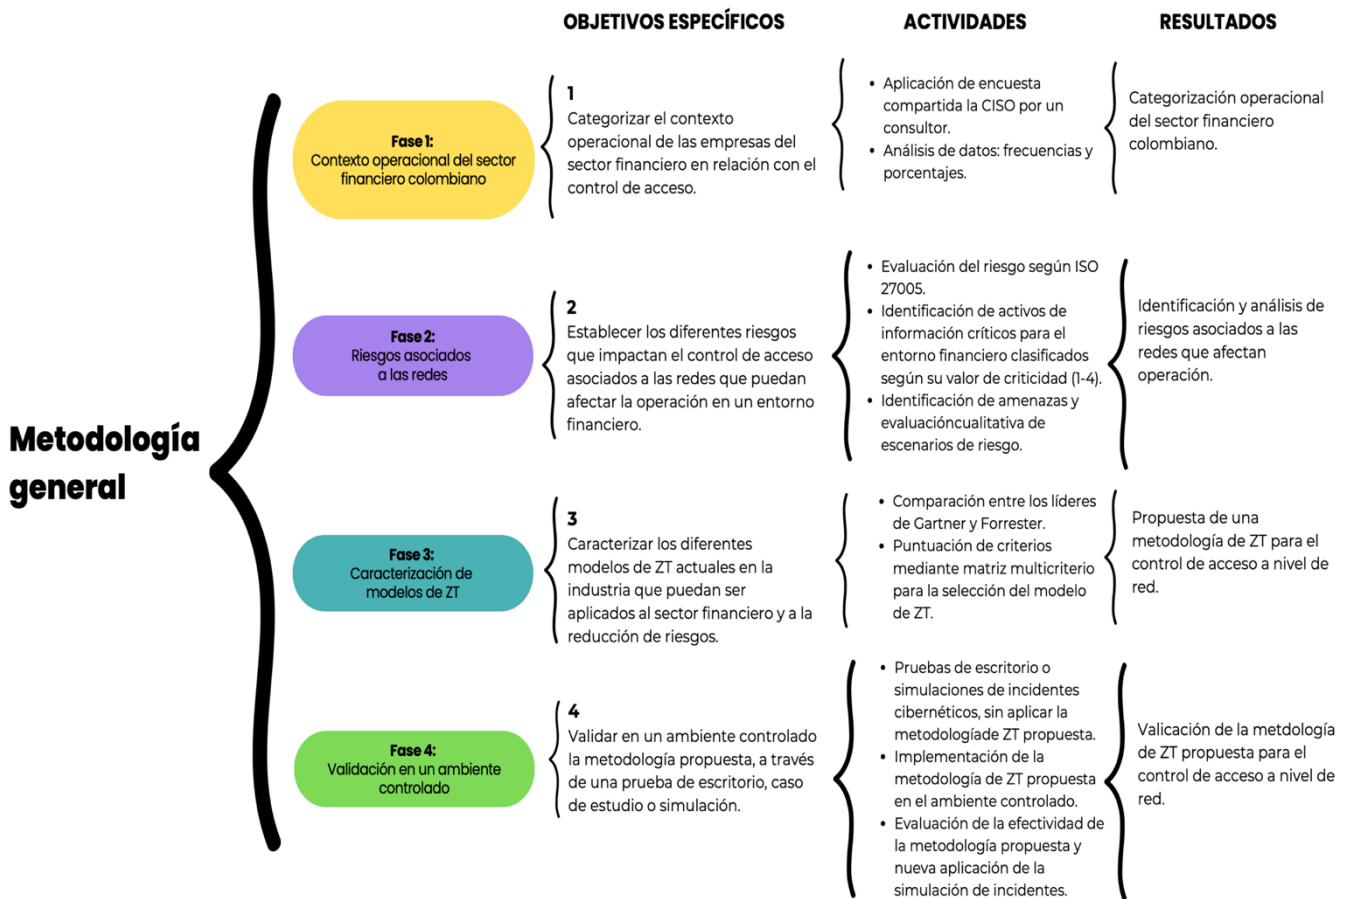 OBJETIVOS ESPECÍFICOS
ACTIVIDADES
RESULTADOS
Metodología
general
Fase 1:
Contexto operacional del sector
financiero colombiano
1
Categorizar el contexto
operacional de las empresas del
sector financiero en relación con el
control de acceso.
• Aplicación de encuesta
compartida la CISO por un
consultor.
• Análisis de datos: frecuencias y
porcentajes.
Categorización operacional
del sector financiero
colombiano.
Fase 2:
Riesgos asociados
a las redes
2
Establecer los diferentes riesgos
que impactan el control de acceso
asociados a las redes que puedan
afectar la operación en un entorno
financiero.
• Evaluación del riesgo según ISO
27005.
• Identificación de activos de
información críticos para el
entorno financiero clasificados
según su valor de criticidad (1-4).
• Identificación de amenazas y
evaluacióncualitativa de
escenarios de riesgo.
Identificación y análisis de
riesgos asociados a las
redes que afectan
operación.
Fase 3:
Caracterización de
modelos de ZT
3
Caracterizar los diferentes
modelos de ZT actuales en la
industria que puedan ser
aplicados al sector financiero y a la
reducción de riesgos.
• Comparación entre los líderes
de Gartner y Forrester.
• Puntuación de criterios
mediante matriz multicriterio
para la selección del modelo
de ZT.
Propuesta de una
metodología de ZT para el
control de acceso a nivel de
red.
Fase 4:
Validación en un ambiente
controlado
4
Validar en un ambiente controlado
la metodología propuesta, a través
de una prueba de escritorio, caso
de estudio o simulación.
• Pruebas de escritorio o
simulaciones de incidentes
cibernéticos, sin aplicar la
metodologíade ZT propuesta.
• Implementación de la
metodología de ZT propuesta
en el ambiente controlado.
• Evaluación de la efectividad de
la metodología propuesta y
nueva aplicación de la
simulación de incidentes.
Valicación de la metdología
de ZT propuesta para el
control de acceso a nivel de
red.